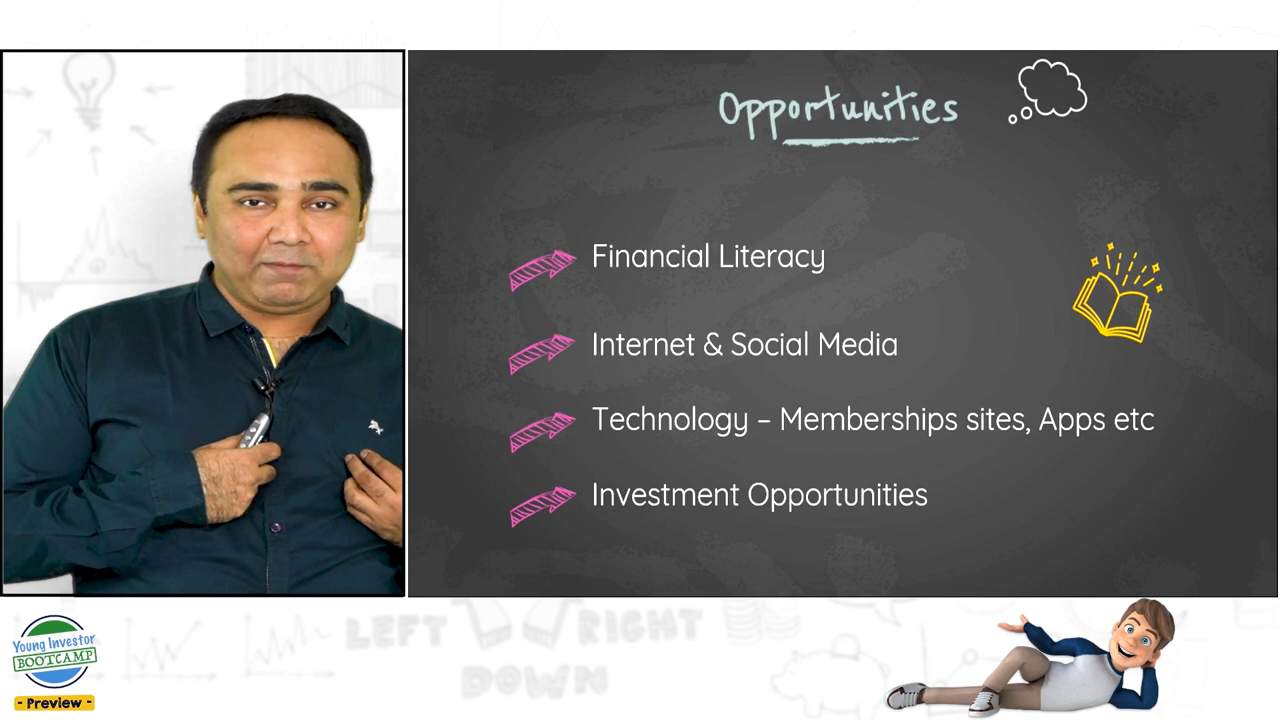 Opportunities
Financial Literacy
Internet & Social Media
Technology – Memberships sites, Apps etc
Investment Opportunities
LEFT
RIGHT
DOWN
Young Investor
BOOTCAMP
- Preview -